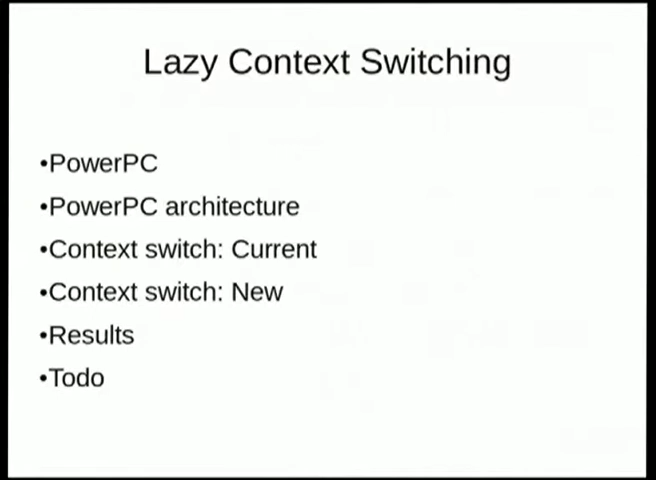 Lazy Context Switching
•PowerPC
•PowerPC architecture
•Context switch: Current
•Context switch: New
•Results
•Todo